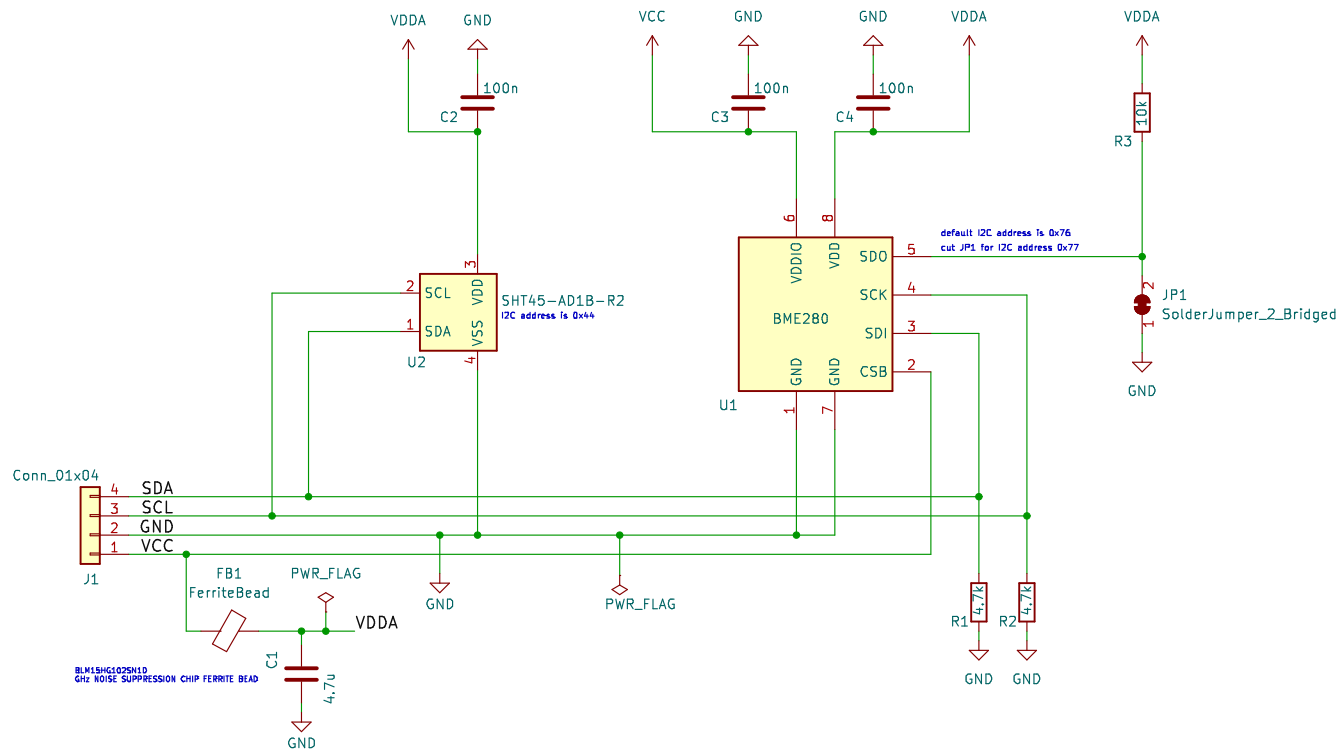 VDDA
GND
VCC
GND
GND
VDDA
VDDA
100n
C2
100n
C3
100n
C4
10k
R3
6
8
VDDIO
VDD
SDO
5
default I2C address is 0x76
cut JP1 for I2C address 0x77
SCK
4
BME280
SDI
3
GND
GND
CSB
2
U1
1
7
2
JP1
SolderJumper_2_Bridged
1
GND
3
2
SCL
VDD
SHT45-AD1B-R2
I2C address is 0x44
1
SDA
VSS
U2
4
Conn_01x04
4
SDA
3
SCL
2
GND
1
VCC
J1
FB1
FerriteBead
PWR_FLAG
VDDA
GND
PWR_FLAG
4.7k
R1
4.7k
R2
GND
GND
C1
4.7u
BLM15HG102SN1D
GHz NOISE SUPPRESSION CHIP FERRITE BEAD
GND